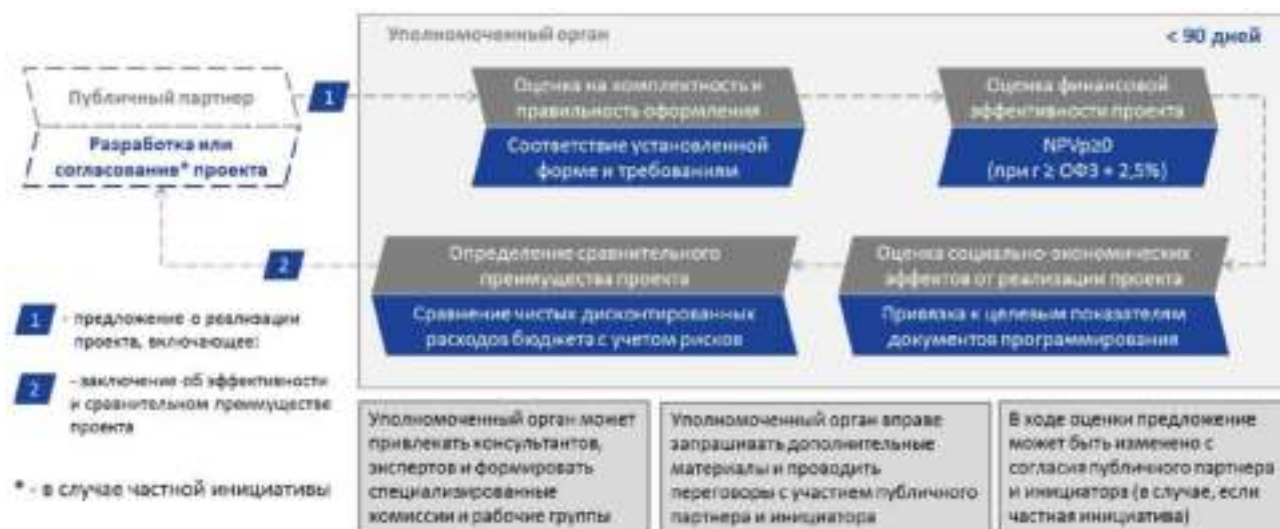 Уполномоченный орган
< 90 дней
Публичный партнер
Разработка или
согласование* проекта
1
Оценка на комплектность и
правильность оформления
Соответствие установленной
форме и требованиям
Оценка финансовой
эффективности проекта
NPVp≥0
(при r ≥ ОФЗ + 2,5%)
2
Определение сравнительного
преимущества проекта
Сравнение чистых дисконтированных
расходов бюджета с учетом рисков
Оценка социально-экономических
эффектов от реализации проекта
Привязка к целевым показателям
документов программирования
1 - предложение о реализации
проекта, включающее:
2 - заключение об эффективности
и сравнительном преимуществе
проекта
* - в случае частной инициативы
Уполномоченный орган может
привлекать консультантов,
экспертов и формировать
специализированные
комиссии и рабочие группы
Уполномоченный орган вправе
запрашивать дополнительные
материалы и проводить
переговоры с участием публичного
партнера и инициатора
В ходе оценки предложение
может быть изменено с
согласия публичного партнера
и инициатора (в случае, если
частная инициатива)